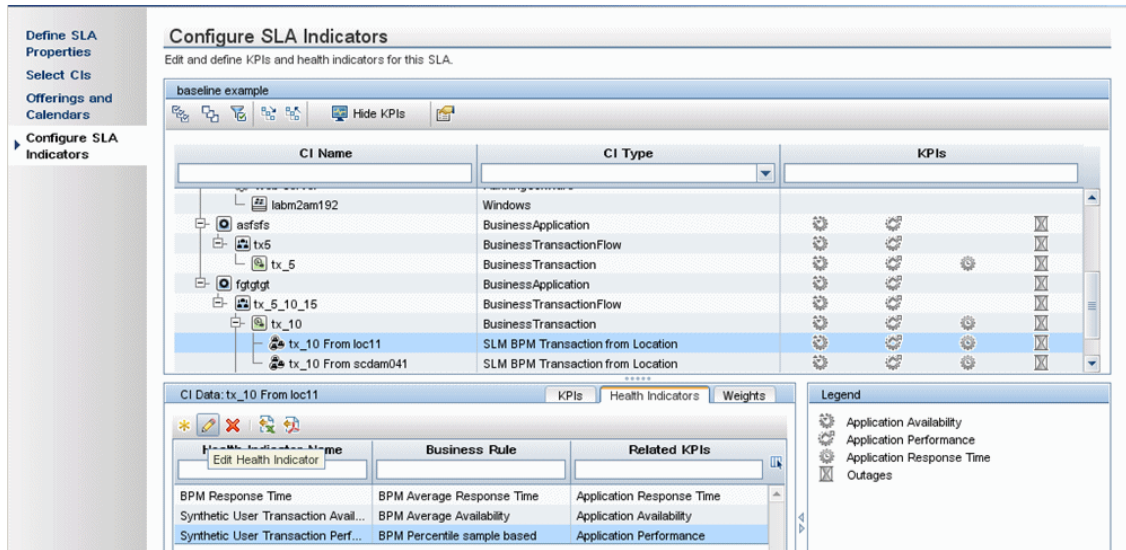 Define SLA
Properties
Select CIs
Offerings and
Calendars
Configure SLA
Indicators
Configure SLA Indicators
Edit and define KPIs and health indicators for this SLA.
baseline example
Hide KPIs
CI Name CI Type KPIs
labm2am192 Windows
asfsfs BusinessApplication
tx5 BusinessTransactionFlow
tx_5 BusinessTransaction
fgtgtgt BusinessApplication
tx_5_10_15 BusinessTransactionFlow
tx_10 BusinessTransaction
tx_10 From loc11 SLM BPM Transaction from Location
tx_10 From scdam041 SLM BPM Transaction from Location
CI Data: tx_10 From loc11 KPIs Health Indicators Weights
Edit Health Indicator
Business Rule Related KPIs
BPM Response Time BPM Average Response Time Application Response Time
Synthetic User Transaction Avail... BPM Average Availability Application Availability
Synthetic User Transaction Perf... BPM Percentile sample based Application Performance
Legend
Application Availability
Application Performance
Application Response Time
Outages